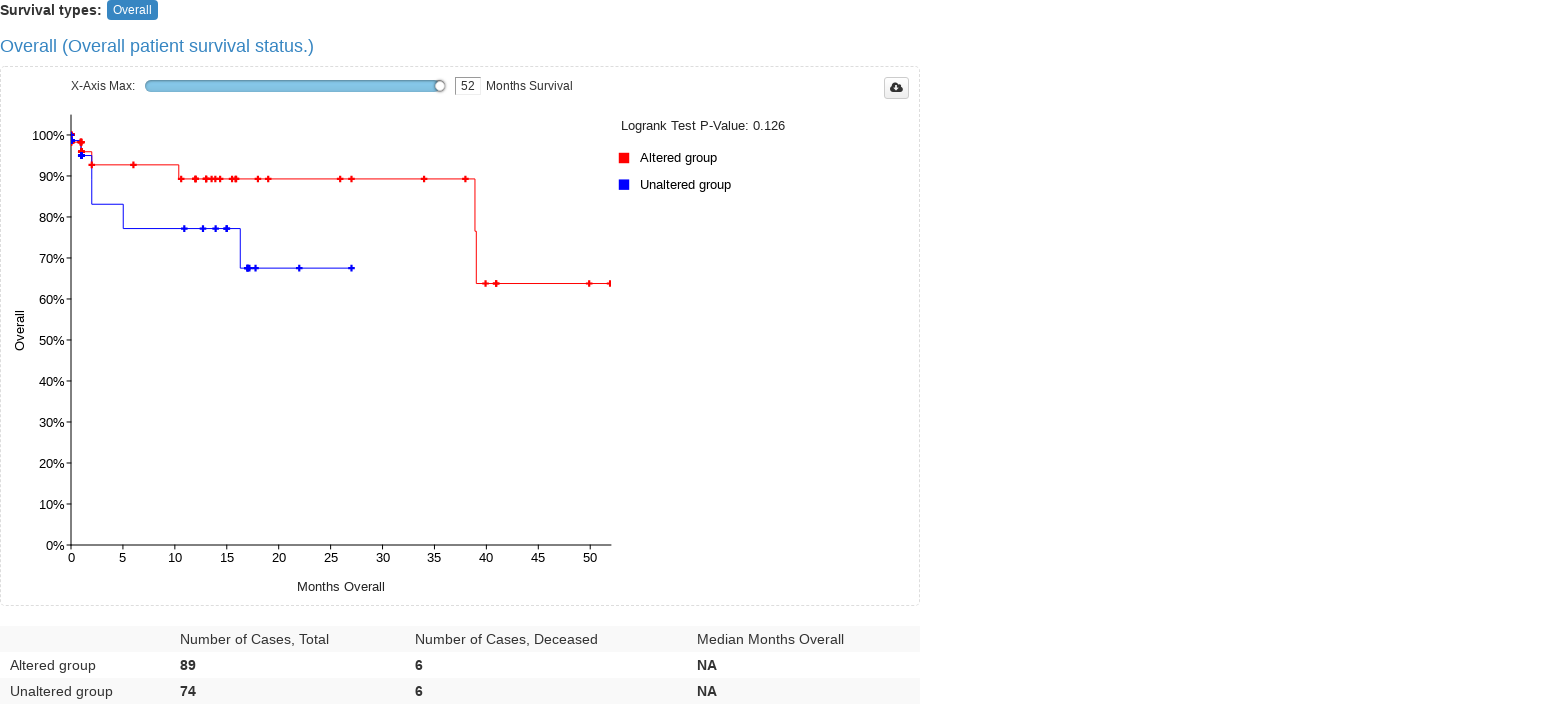 Survival types: Overall
Overall (Overall patient survival status.)
X-Axis Max: 52 Months Survival
Logrank Test P-Value: 0.126
Altered group
Unaltered group
100%
90%
80%
70%
60%
50%
40%
30%
20%
10%
0%
Overall
0 5 10 15 20 25 30 35 40 45 50
Months Overall
Number of Cases, Total Number of Cases, Deceased Median Months Overall
Altered group 89 6 NA
Unaltered group 74 6 NA